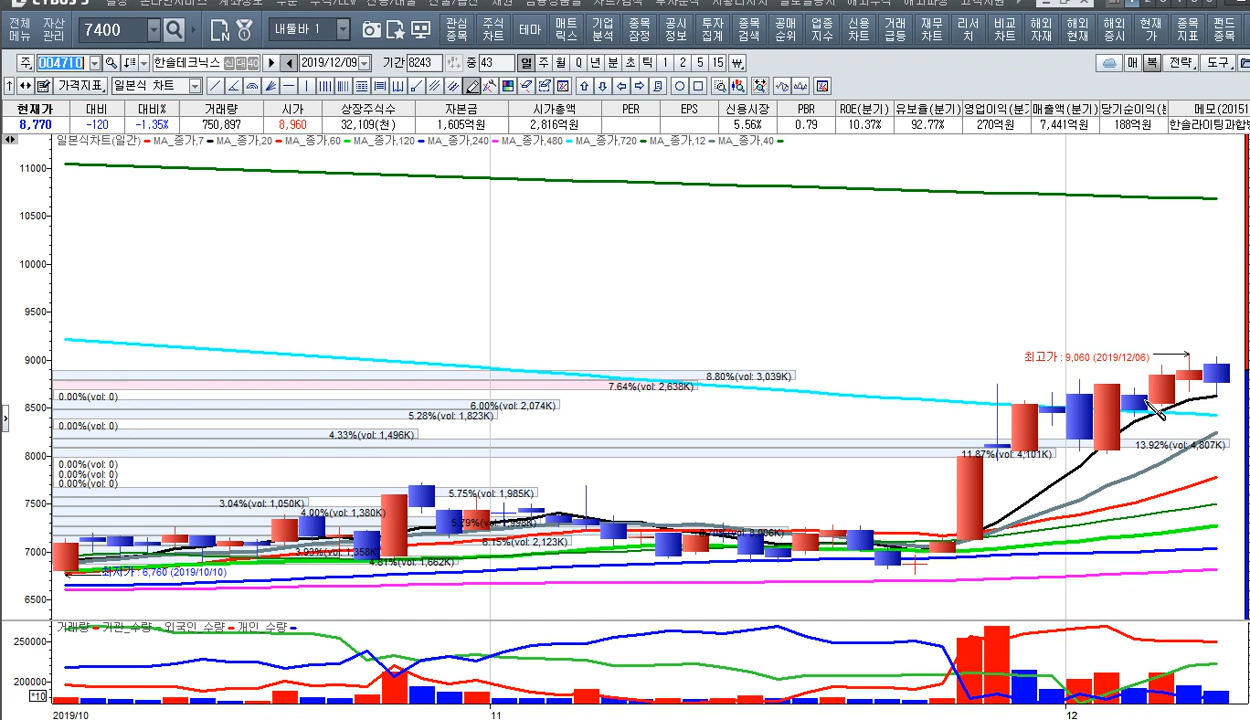 CYBOS 5
전체메뉴 자산관리 7400 내툴바 1 관심종목 주식차트 테마 매트릭스 기업분석 종목잠정 공시정보 투자집계 종목검색 공매순위 업종지수 신용차트 거래급등 재무차트 리서치 비교차트 해외자재 해외현재 해외증시 현재가 종목지표 펀드종목
주 004710 한솔테크닉스 2019/12/09 기간 8243 중 43 일 주 월 Q 년 분 초 틱 1 2 5 15 매 복 전략 도구
가격지표 일본식 차트
현재가 대비 대비% 거래량 시가 상장주식수 자본금 시가총액 PER EPS 신용시장 PBR ROE(분기) 유보율(분기) 영업이익(분기 매출액(분기) 당기순이익(분 메모(2015)
8,770 -120 -1.35% 750,897 8,960 32,109(천) 1,605억원 2,816억원 5.56% 0.79 10.37% 92.77% 270억원 7,441억원 188억원 한솔라이팅과합병
일본식차트(일간) MA_종가,7 MA_종가,20 MA_종가,60 MA_종가,120 MA_종가,240 MA_종가,480 MA_종가,720 MA_종가,12 MA_종가,40
11000
10500
10000
9500
9000
최고가 : 9,060 (2019/12/06)
8.80%(vol: 3,039K)
7.64%(vol: 2,638K)
0.00%(vol: 0)
6.00%(vol: 2,074K)
8500
5.28%(vol: 1,823K)
0.00%(vol: 0)
4.33%(vol: 1,496K)
13.92%(vol: 4,807K)
8000
11.87%(vol: 4,101K)
0.00%(vol: 0)
0.00%(vol: 0)
0.00%(vol: 0)
5.75%(vol: 1,985K)
7500
3.04%(vol: 1,050K)
4.00%(vol: 1,380K)
6.15%(vol: 2,123K)
7000
3.93%(vol: 1,358K)
4.81%(vol: 1,662K)
최저가 : 6,760 (2019/10/10)
6500
거래량 기관_수량 외국인_수량 개인_수량
250000
200000
*10
2019/10 11 12